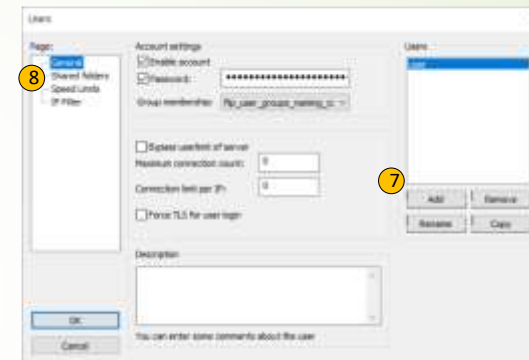 Users
Page:
General
Shared folders
Speed Limits
IP Filter
8
Account settings
Enable account
Password:
********************
Group membership:
Bypass userlimit of server
Maximum connection count: 0
Connection limit per IP: 0
Force TLS for user login
Description
You can enter some comments about the user
OK
Cancel
Users
user
7
Add
Remove
Rename
Copy